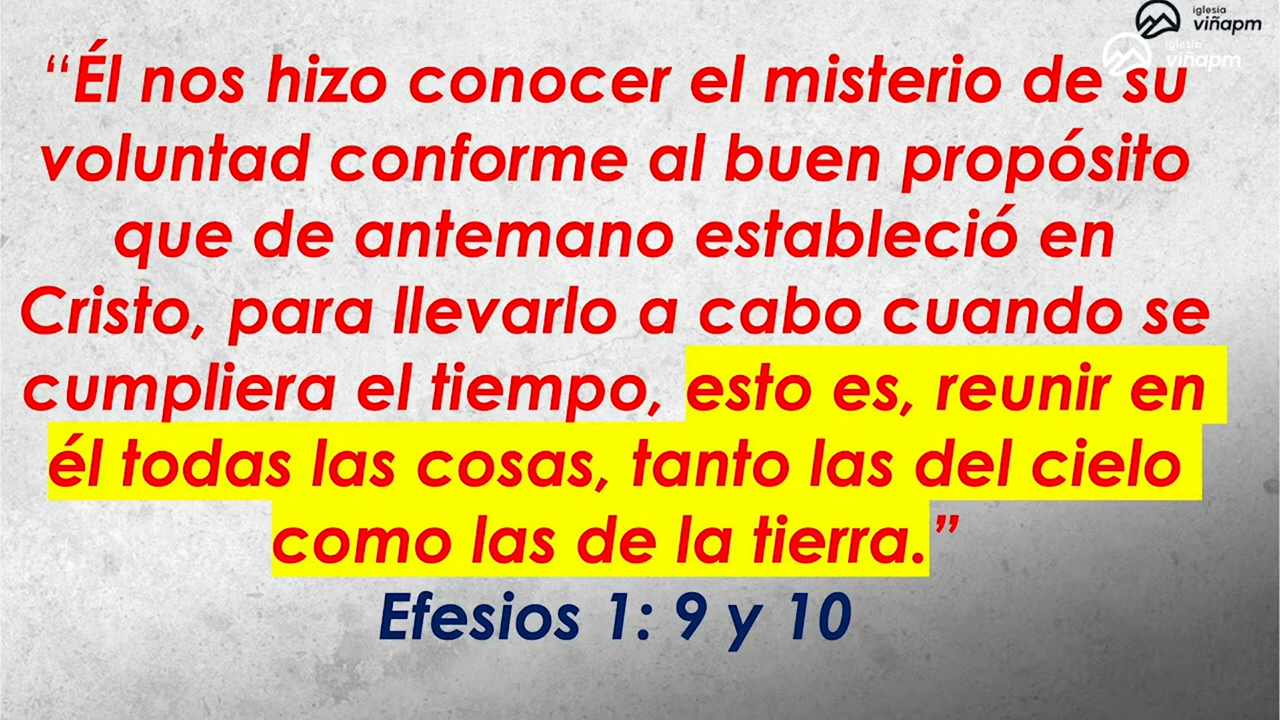 iglesia
viñapm
iglesia
viñapm
“Él nos hizo conocer el misterio de su
voluntad conforme al buen propósito
que de antemano estableció en
Cristo, para llevarlo a cabo cuando se
cumpliera el tiempo, esto es, reunir en
él todas las cosas, tanto las del cielo
como las de la tierra.”
Efesios 1: 9 y 10